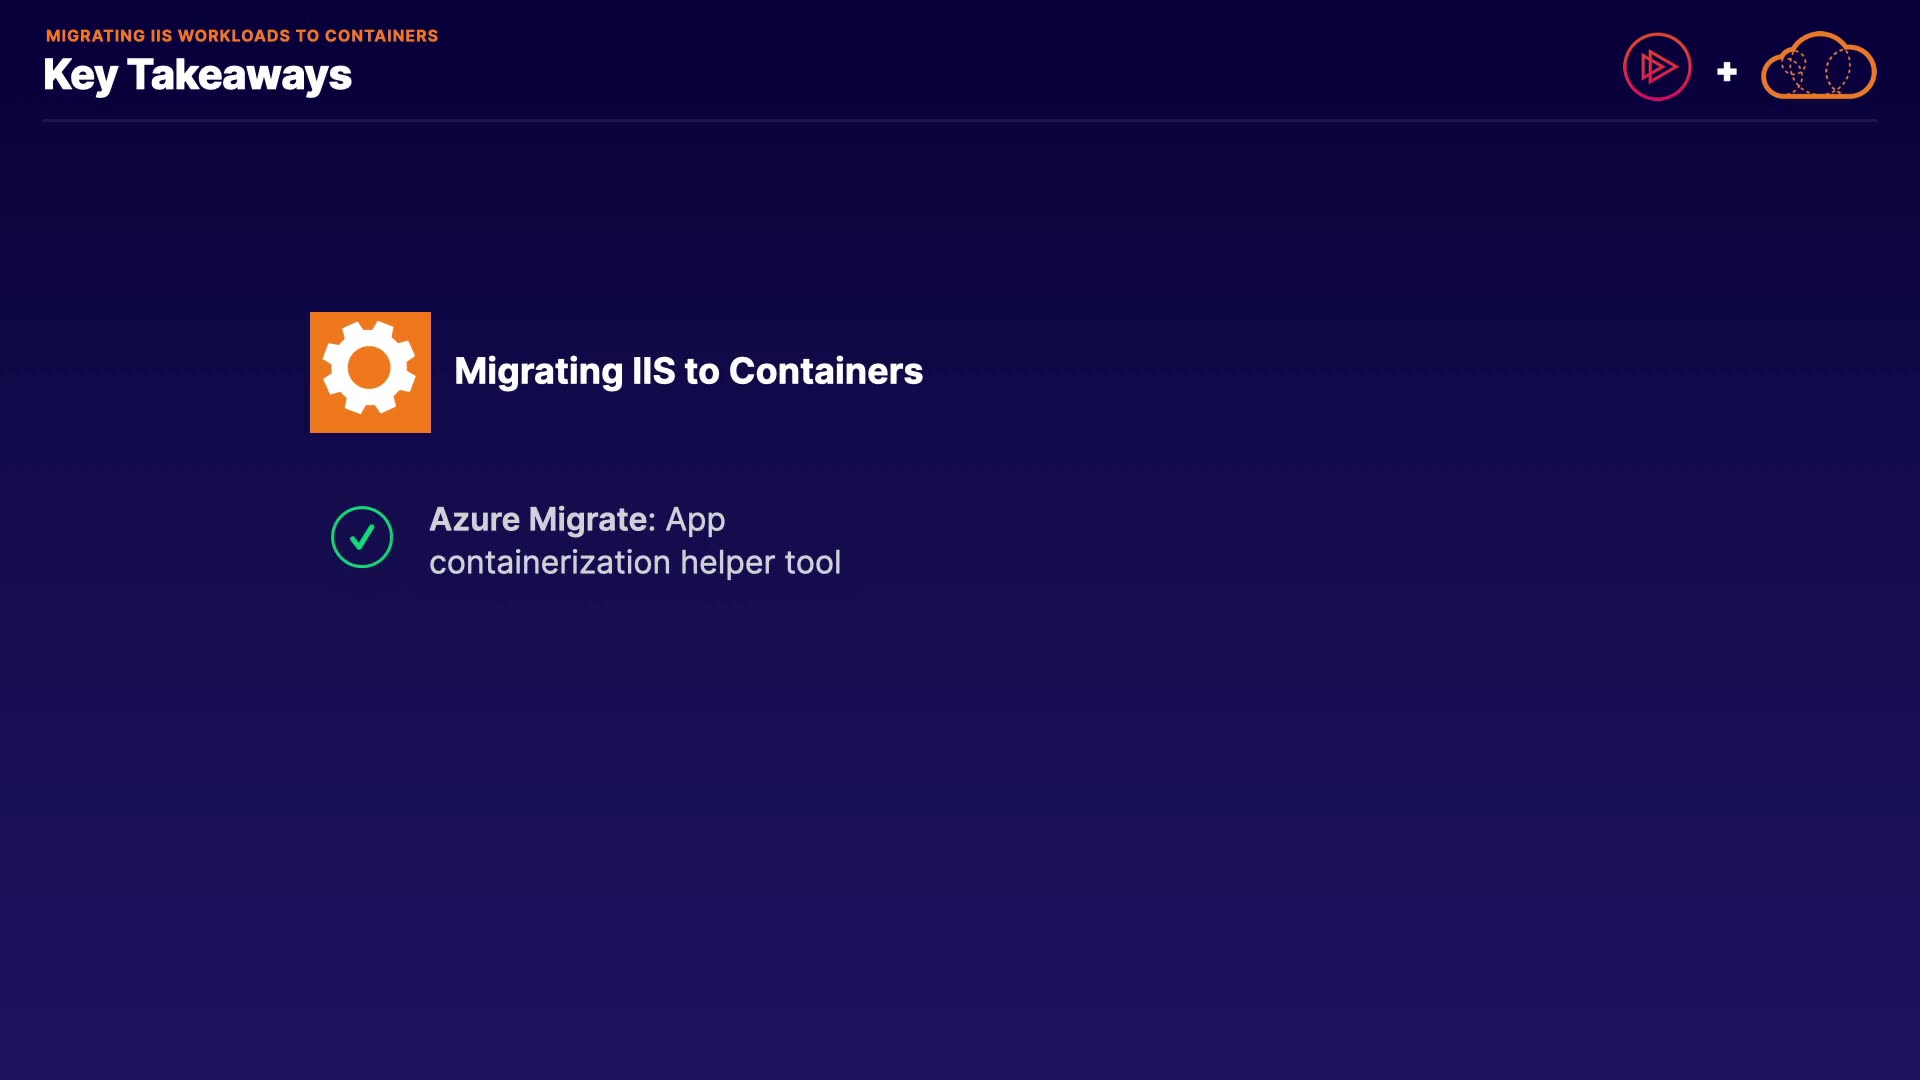 MIGRATING IIS WORKLOADS TO CONTAINERS
Key Takeaways
+
Migrating IIS to Containers
Azure Migrate: App
containerization helper tool